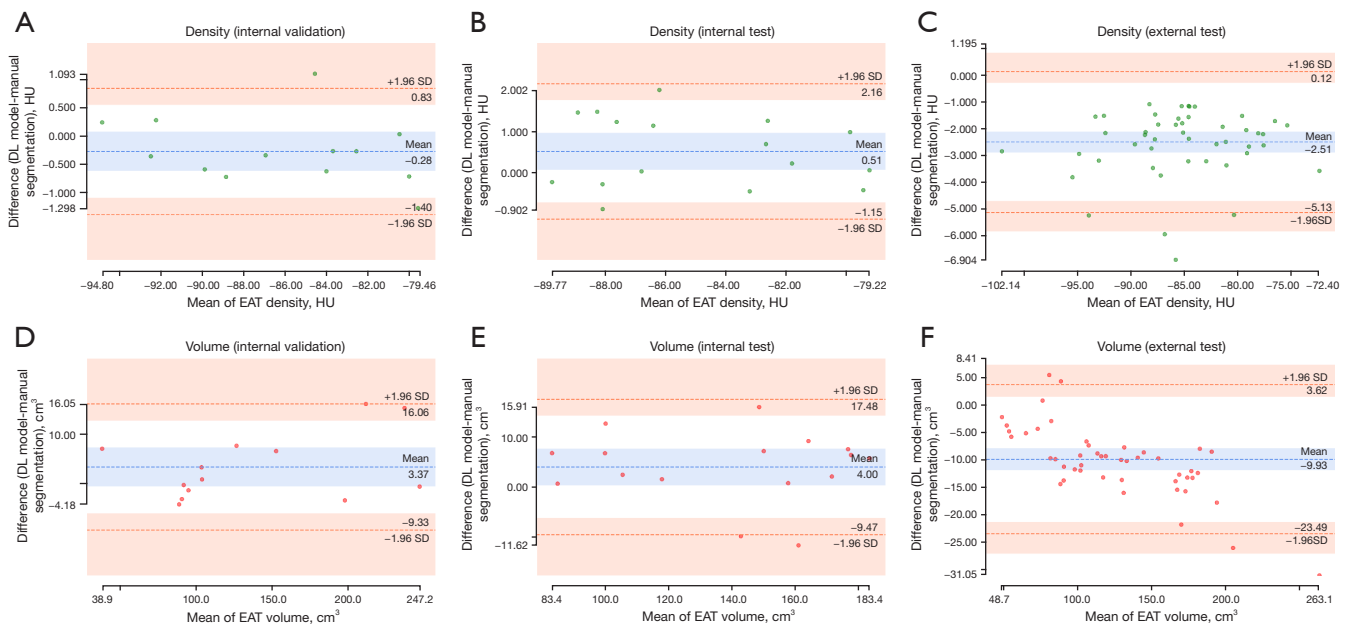 A
Density (internal validation)
Difference (DL model-manual
segmentation), HU
1.093
0.500
0.000
−0.500
−1.000
−1.298
+1.96 SD
0.83
Mean
−0.28
−1.40
−1.96 SD
−94.80
−92.00
−90.00
−88.00
−86.00
−84.00
−82.00
−79.46
Mean of EAT density, HU
B
Density (internal test)
Difference (DL model-manual
segmentation), HU
2.002
1.000
0.000
−0.902
+1.96 SD
2.16
Mean
0.51
−1.15
−1.96 SD
−89.77
−88.00
−86.00
−84.00
−82.00
−79.22
Mean of EAT density, HU
C
Density (external test)
Difference (DL model-manual
segmentation), HU
1.195
0.000
−1.000
−2.000
−3.000
−4.000
−5.000
−6.000
−6.904
+1.96 SD
0.12
Mean
−2.51
−5.13
−1.96SD
−102.14
−95.00
−90.00
−85.00
−80.00
−75.00
−72.40
Mean of EAT density, HU
D
Volume (internal validation)
Difference (DL model-manual
segmentation), cm³
16.05
10.00
−4.18
+1.96 SD
16.06
Mean
3.37
−9.33
−1.96 SD
38.9
100.0
150.0
200.0
247.2
Mean of EAT volume, cm³
E
Volume (internal test)
Difference (DL model-manual
segmentation), cm³
15.91
10.00
0.00
−11.62
+1.96 SD
17.48
Mean
4.00
−9.47
−1.96 SD
83.4
100.0
120.0
140.0
160.0
183.4
Mean of EAT volume, cm³
F
Volume (external test)
Difference (DL model-manual
segmentation), cm³
8.41
5.00
0.00
−5.00
−10.00
−15.00
−20.00
−25.00
−31.05
+1.96 SD
3.62
Mean
−9.93
−23.49
−1.96SD
48.7
100.0
150.0
200.0
263.1
Mean of EAT volume, cm³